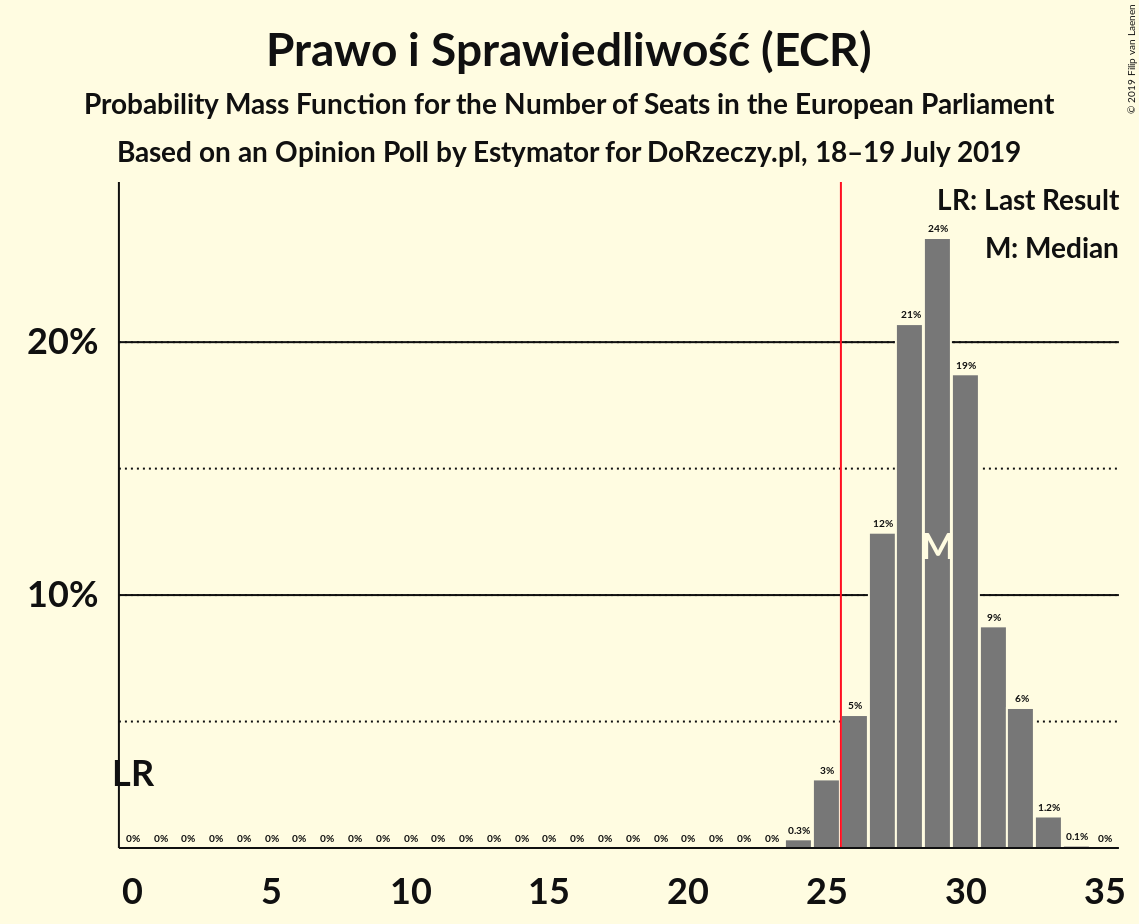 Prawo i Sprawiedliwość (ECR)
Probability Mass Function for the Number of Seats in the European Parliament
Based on an Opinion Poll by Estymator for DoRzeczy.pl, 18–19 July 2019
© 2019 Filip van Laenen
LR: Last Result
M: Median
20%
10%
24%
21%
19%
12%
M
9%
6%
5%
3%
1.2%
0.3%
0.1%
LR
0% 0% 0% 0% 0% 0% 0% 0% 0% 0% 0% 0% 0% 0% 0% 0% 0% 0% 0% 0% 0% 0% 0% 0% 0%
0 5 10 15 20 25 30 35